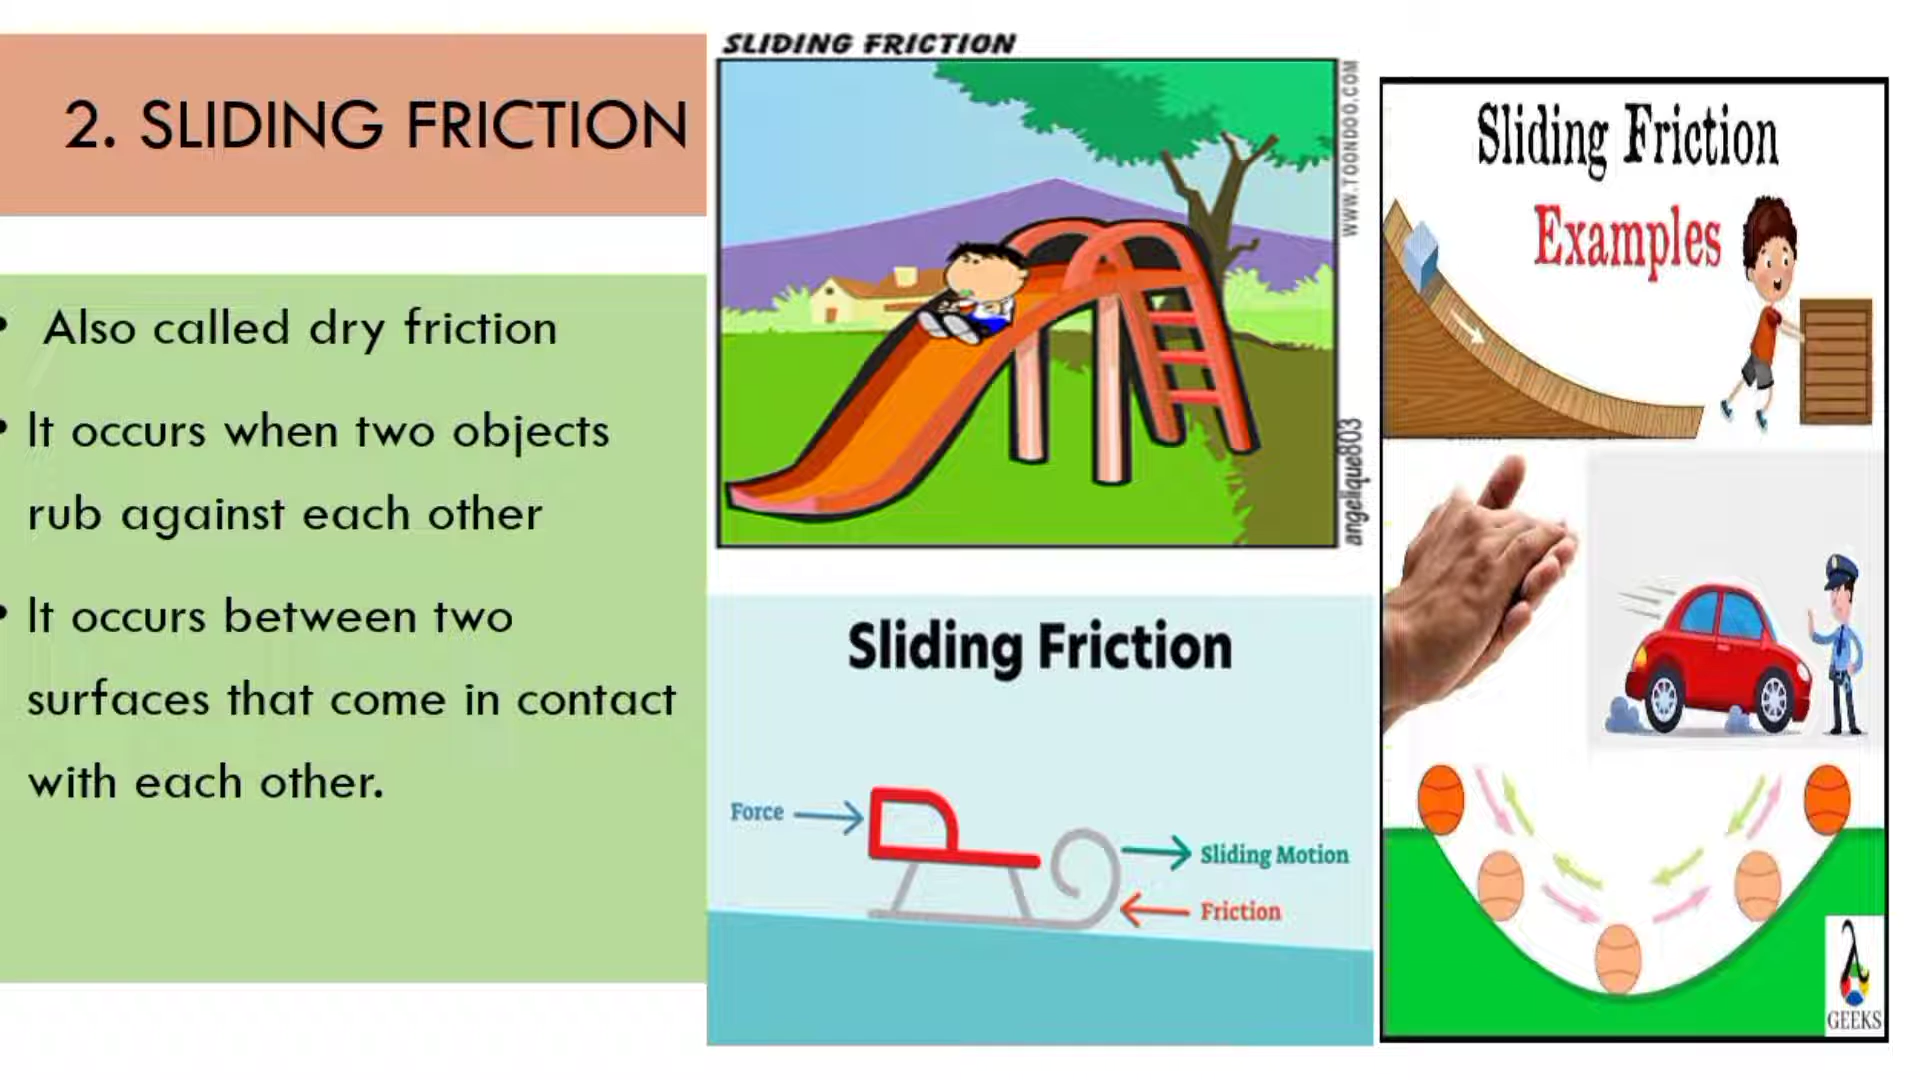 2. SLIDING FRICTION
• Also called dry friction
• It occurs when two objects
rub against each other
• It occurs between two
surfaces that come in contact
with each other.
SLIDING FRICTION
WWW.TOONDOO.COM
angelique803
Sliding Friction
Force
Sliding Motion
Friction
Sliding Friction
Examples
GEEKS